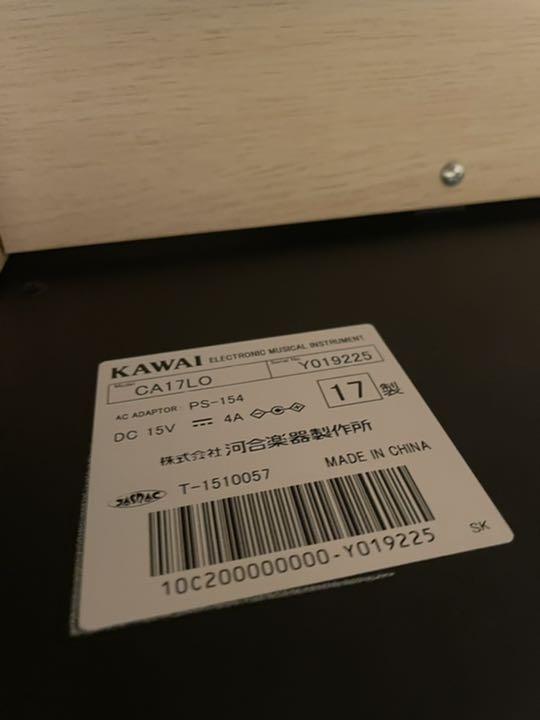 KAWAI ELECTRONIC MUSICAL INSTRUMENT
Model CA17LO Serial No. Y019225
AC ADAPTOR: PS-154 17 製
DC 15V 4A
株式会社 河合楽器製作所
JASRAC T-1510057 MADE IN CHINA
10C200000000-Y019225 SK